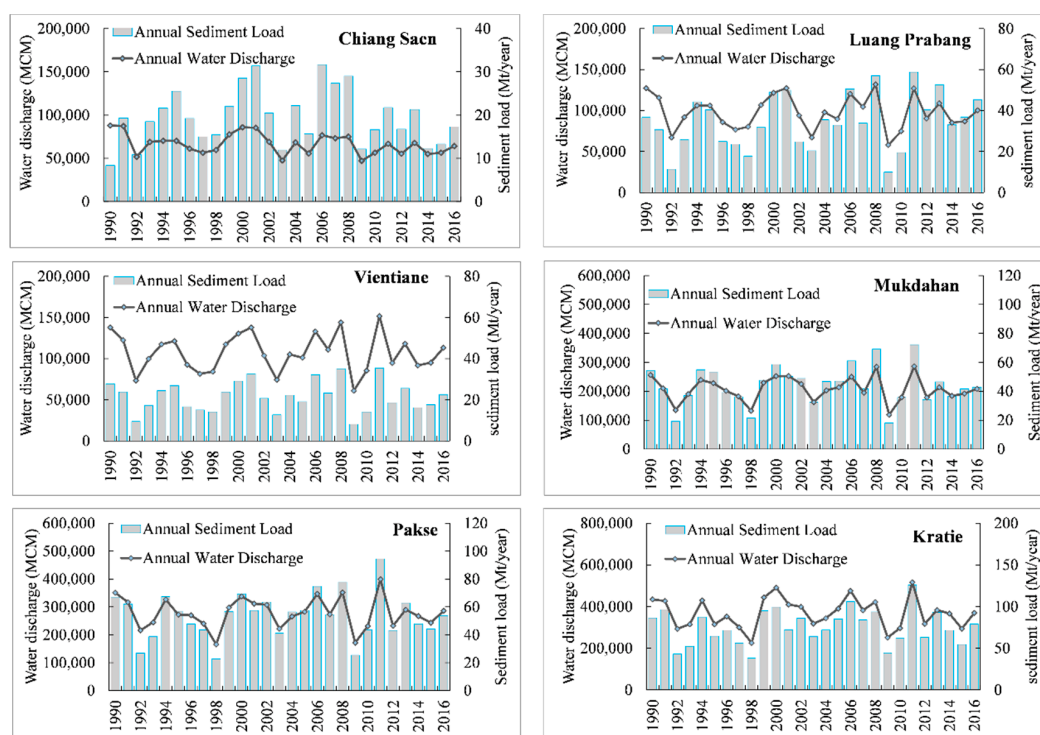 Chiang Saen
Annual Sediment Load
Annual Water Discharge
Water discharge (MCM)
200,000
150,000
100,000
50,000
0
Sediment load (Mt/year)
40
30
20
10
0
1990 1992 1994 1996 1998 2000 2002 2004 2006 2008 2010 2012 2014 2016
Luang Prabang
Annual Sediment Load
Annual Water Discharge
Water discharge (MCM)
200,000
150,000
100,000
50,000
0
sediment load (Mt/year)
80
60
40
20
0
1990 1992 1994 1996 1998 2000 2002 2004 2006 2008 2010 2012 2014 2016
Vientiane
Annual Sediment Load
Annual Water Discharge
Water discharge (MCM)
200,000
150,000
100,000
50,000
0
sediment load (Mt/year)
80
60
40
20
0
1990 1992 1994 1996 1998 2000 2002 2004 2006 2008 2010 2012 2014 2016
Mukdahan
Annual Sediment Load
Annual Water Discharge
Water discharge (MCM)
600,000
500,000
400,000
300,000
200,000
100,000
0
Sediment load (Mt/year)
120
100
80
60
40
20
0
1990 1992 1994 1996 1998 2000 2002 2004 2006 2008 2010 2012 2014 2016
Pakse
Annual Sediment Load
Annual Water Discharge
Water discharge (MCM)
600,000
500,000
400,000
300,000
200,000
100,000
0
Sediment load (Mt/year)
120
100
80
60
40
20
0
1990 1992 1994 1996 1998 2000 2002 2004 2006 2008 2010 2012 2014 2016
Kratie
Annual Sediment Load
Annual Water Discharge
Water discharge (MCM)
800,000
600,000
400,000
200,000
0
sediment load (Mt/year)
200
150
100
50
0
1990 1992 1994 1996 1998 2000 2002 2004 2006 2008 2010 2012 2014 2016